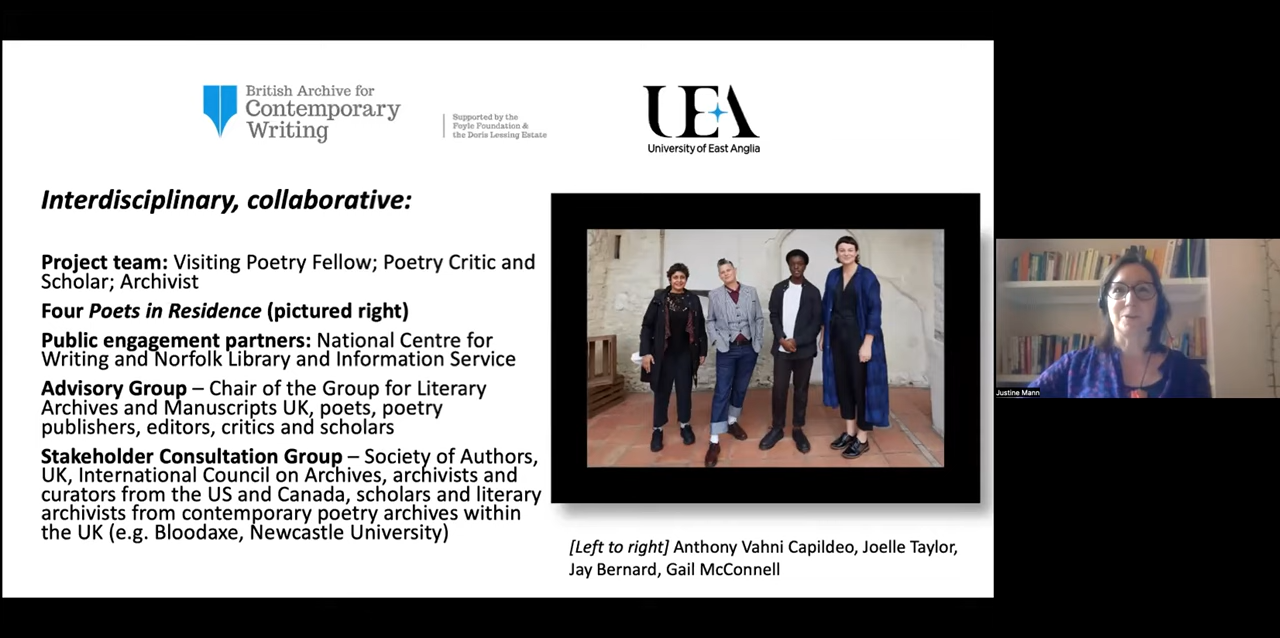 British Archive for
Contemporary
Writing
Supported by the
Foyle Foundation &
the Doris Lessing Estate
UEA
University of East Anglia
Interdisciplinary, collaborative:
Project team: Visiting Poetry Fellow; Poetry Critic and
Scholar; Archivist
Four Poets in Residence (pictured right)
Public engagement partners: National Centre for
Writing and Norfolk Library and Information Service
Advisory Group – Chair of the Group for Literary
Archives and Manuscripts UK, poets, poetry
publishers, editors, critics and scholars
Stakeholder Consultation Group – Society of Authors,
UK, International Council on Archives, archivists and
curators from the US and Canada, scholars and literary
archivists from contemporary poetry archives within
the UK (e.g. Bloodaxe, Newcastle University)
[Left to right] Anthony Vahni Capildeo, Joelle Taylor,
Jay Bernard, Gail McConnell
Justine Mann